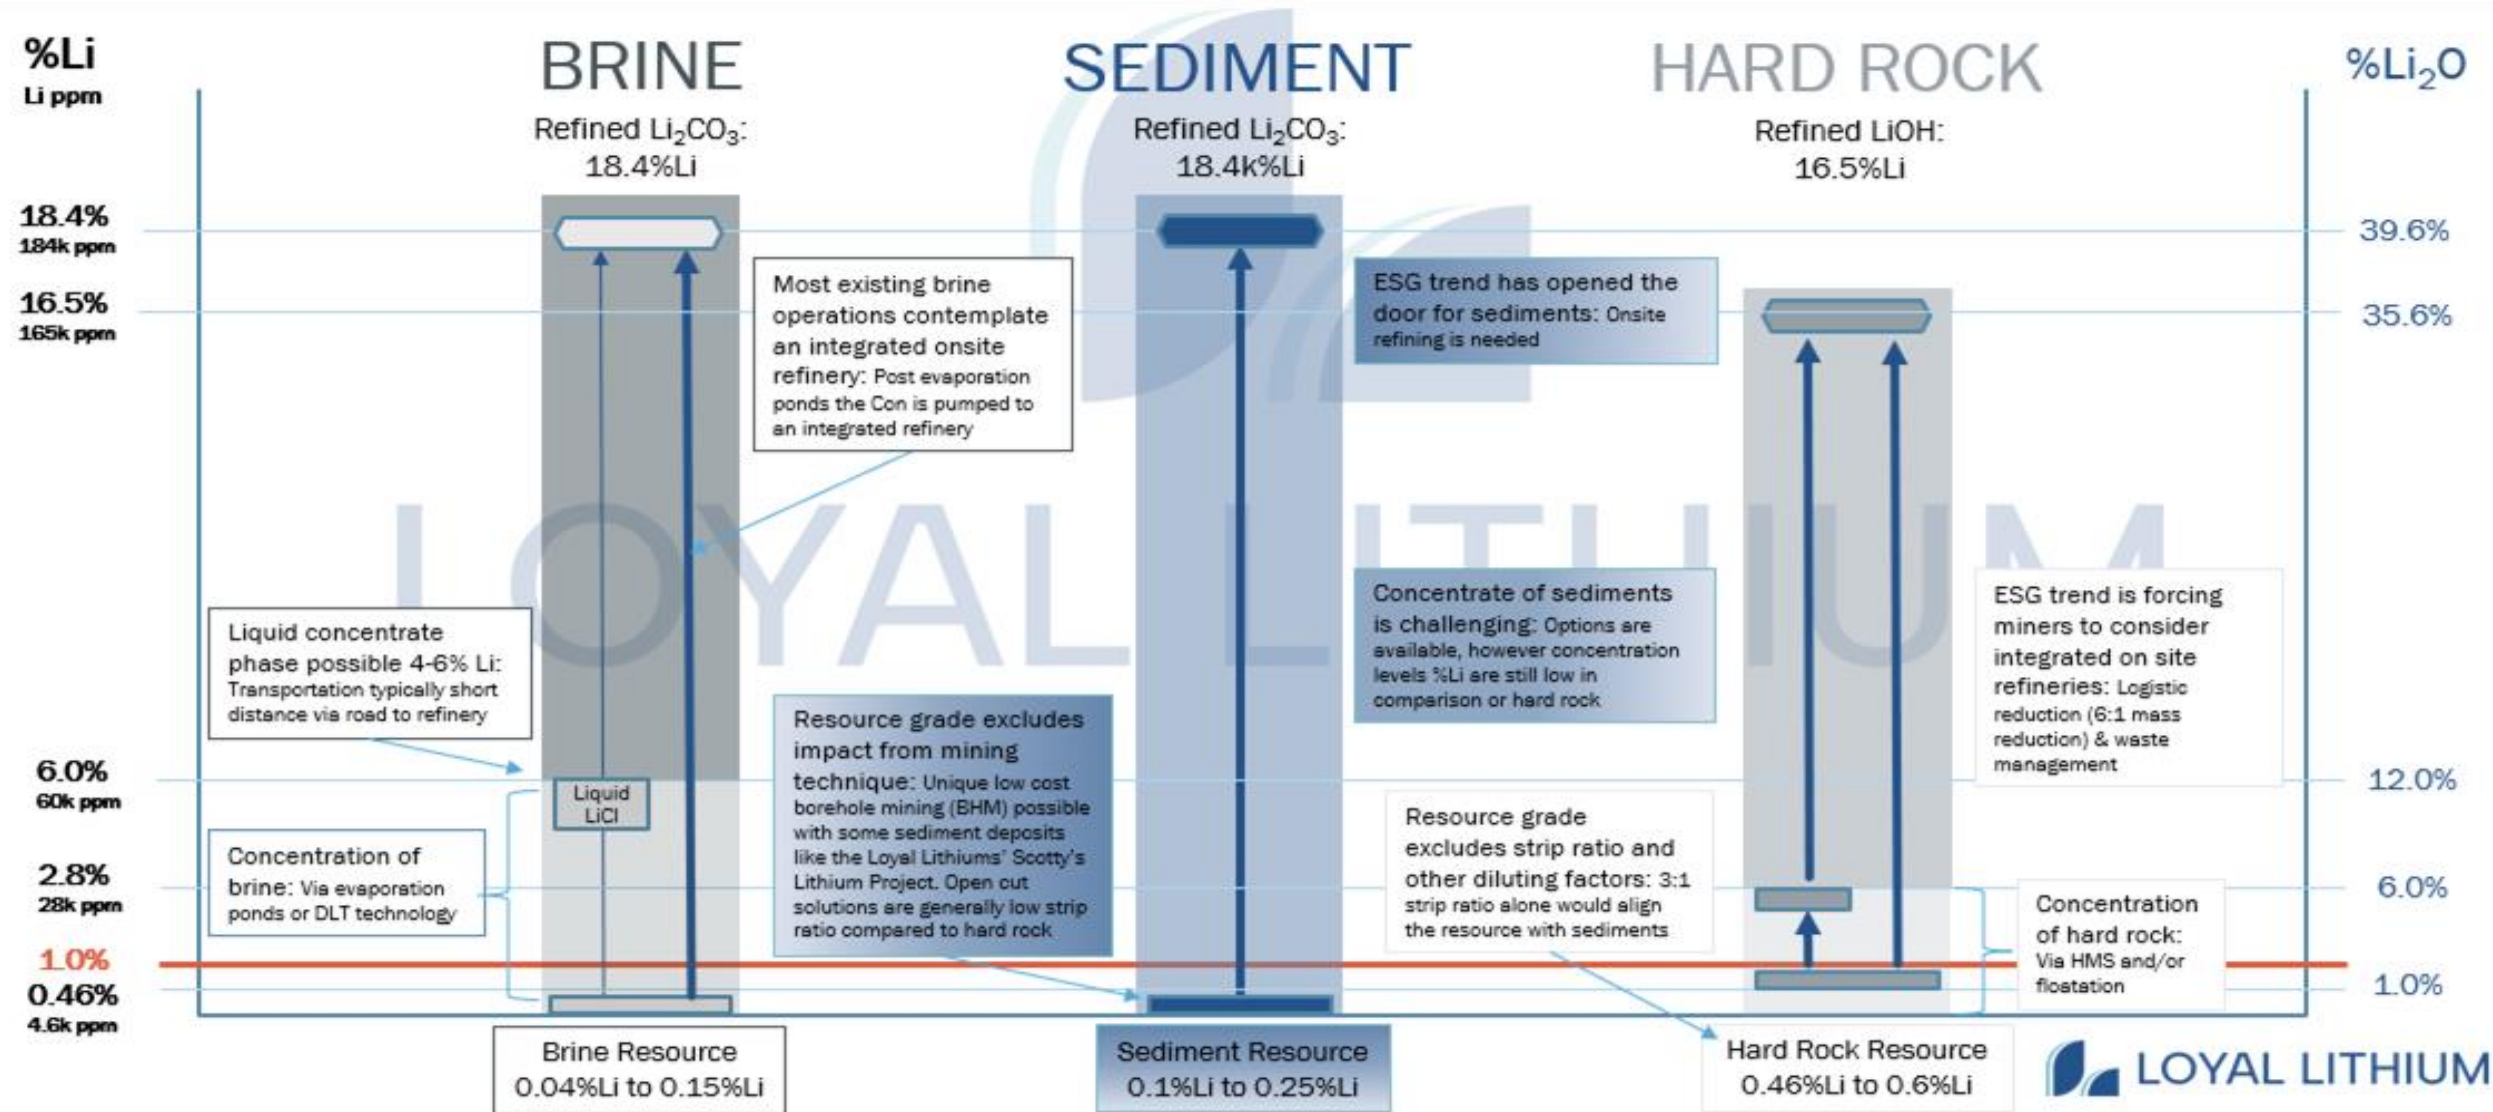 %Li
Li ppm
BRINE
SEDIMENT
HARD ROCK
%Li₂O
Refined Li₂CO₃:
18.4%Li
Refined Li₂CO₃:
18.4k%Li
Refined LiOH:
16.5%Li
18.4%
184k ppm
39.6%
16.5%
165k ppm
35.6%
Most existing brine
operations contemplate
an integrated onsite
refinery: Post evaporation
ponds the Con is pumped to
an integrated refinery
ESG trend has opened the
door for sediments: Onsite
refining is needed
LOYAL LITHIUM
Liquid concentrate
phase possible 4-6% Li:
Transportation typically short
distance via road to refinery
Concentrate of sediments
is challenging: Options are
available, however concentration
levels %Li are still low in
comparison or hard rock
ESG trend is forcing
miners to consider
integrated on site
refineries: Logistic
reduction (6:1 mass
reduction) & waste
management
Resource grade excludes
impact from mining
technique: Unique low cost
borehole mining (BHM) possible
with some sediment deposits
like the Loyal Lithiums' Scotty's
Lithium Project. Open cut
solutions are generally low strip
ratio compared to hard rock
6.0%
60k ppm
12.0%
Liquid
LiCl
Resource grade
excludes strip ratio and
other diluting factors: 3:1
strip ratio alone would align
the resource with sediments
Concentration of
brine: Via evaporation
ponds or DLT technology
2.8%
28k ppm
6.0%
Concentration
of hard rock:
Via HMS and/or
floatation
1.0%
0.46%
4.6k ppm
1.0%
Brine Resource
0.04%Li to 0.15%Li
Sediment Resource
0.1%Li to 0.25%Li
Hard Rock Resource
0.46%Li to 0.6%Li
LOYAL LITHIUM